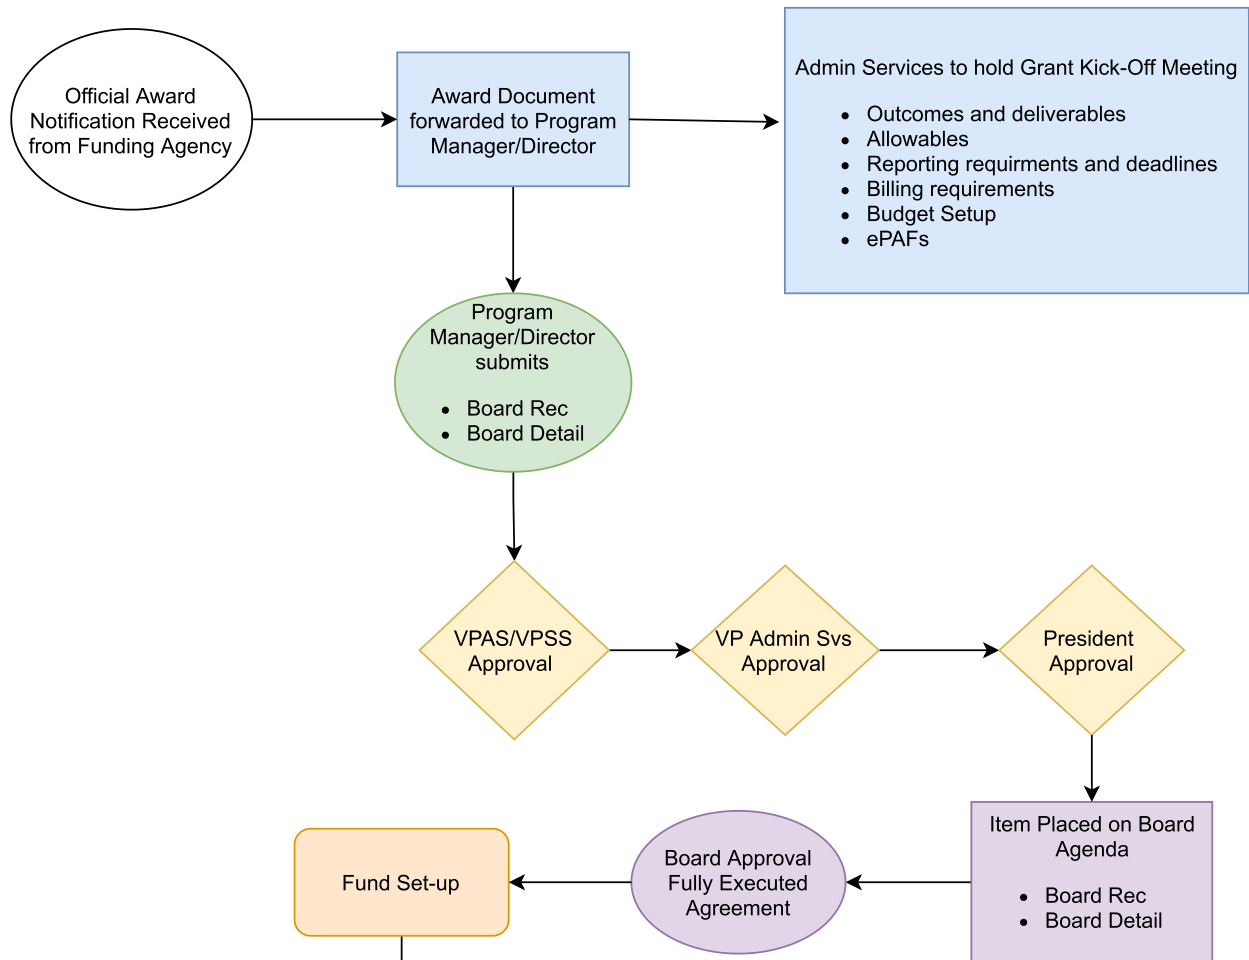 Official Award
Notification Received
from Funding Agency
Award Document
forwarded to Program
Manager/Director
Admin Services to hold Grant Kick-Off Meeting
• Outcomes and deliverables
• Allowables
• Reporting requirments and deadlines
• Billing requirements
• Budget Setup
• ePAFs
Program
Manager/Director
submits
• Board Rec
• Board Detail
VPAS/VPSS
Approval
VP Admin Svs
Approval
President
Approval
Item Placed on Board
Agenda
• Board Rec
• Board Detail
Board Approval
Fully Executed
Agreement
Fund Set-up